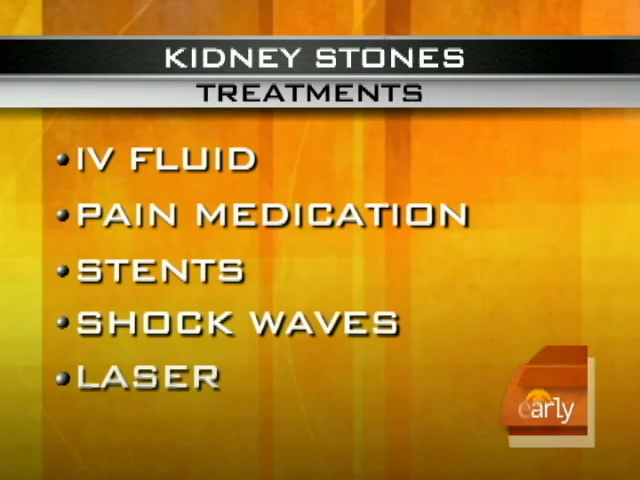 KIDNEY STONES
TREATMENTS
• IV FLUID
• PAIN MEDICATION
• STENTS
• SHOCK WAVES
• LASER
early